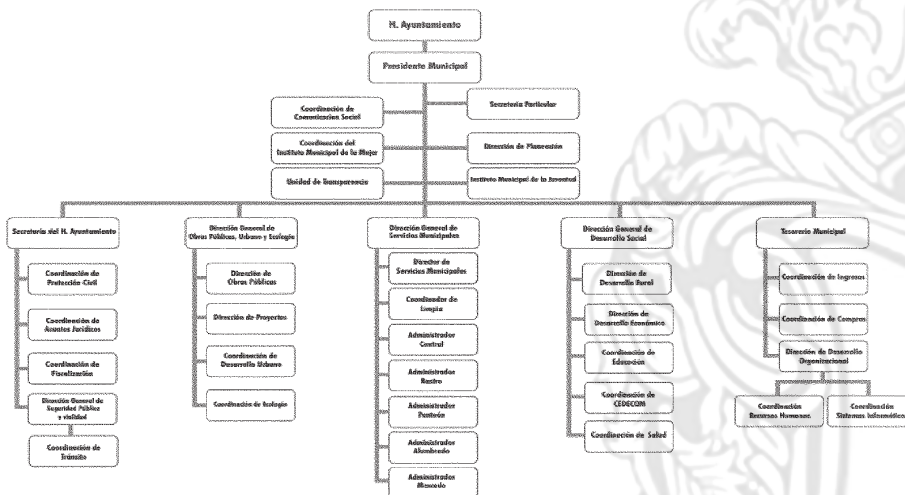 H. Ayuntamiento
Presidente Municipal
Secretaría Particular
Coordinación de
Comunicacion Social
Coordinación del
Instituto Municipal de la Mujer
Dirección de Planeación
Unidad de Transparencia
Instituto Municipal de la Juventud
Secretaría del H. Ayuntamiento
Dirección General de
Obras Públicas, Urbano y Ecología
Dirección General de
Servicios Municipales
Dirección General de
Desarrollo Social
Tesorería Municipal
Coordinación de
Protección Civil
Coordinación de
Asuntos Jurídicos
Coordinación de
Fiscalización
Dirección General de
Seguridad Pública
y vialidad
Coordinación de
Tránsito
Dirección de
Obras Públicas
Dirección de Proyectos
Coordinación de
Desarrollo Urbano
Coordinación de Ecología
Director de
Servicios Municipales
Coordinador de
Limpia
Administrador
Central
Administrador
Rastro
Administrador
Panteón
Administrador
Alumbrado
Administrador
Mercado
Dirección de
Desarrollo Rural
Dirección de
Desarrollo Económico
Coordinación de
Educación
Coordinación de
CEDECOM
Coordinación de Salud
Coordinación de Ingresos
Coordinación de Compras
Dirección de Desarrollo
Organizacional
Coordinación
Recursos Humanos
Coordinación
Sistemas Informáticos